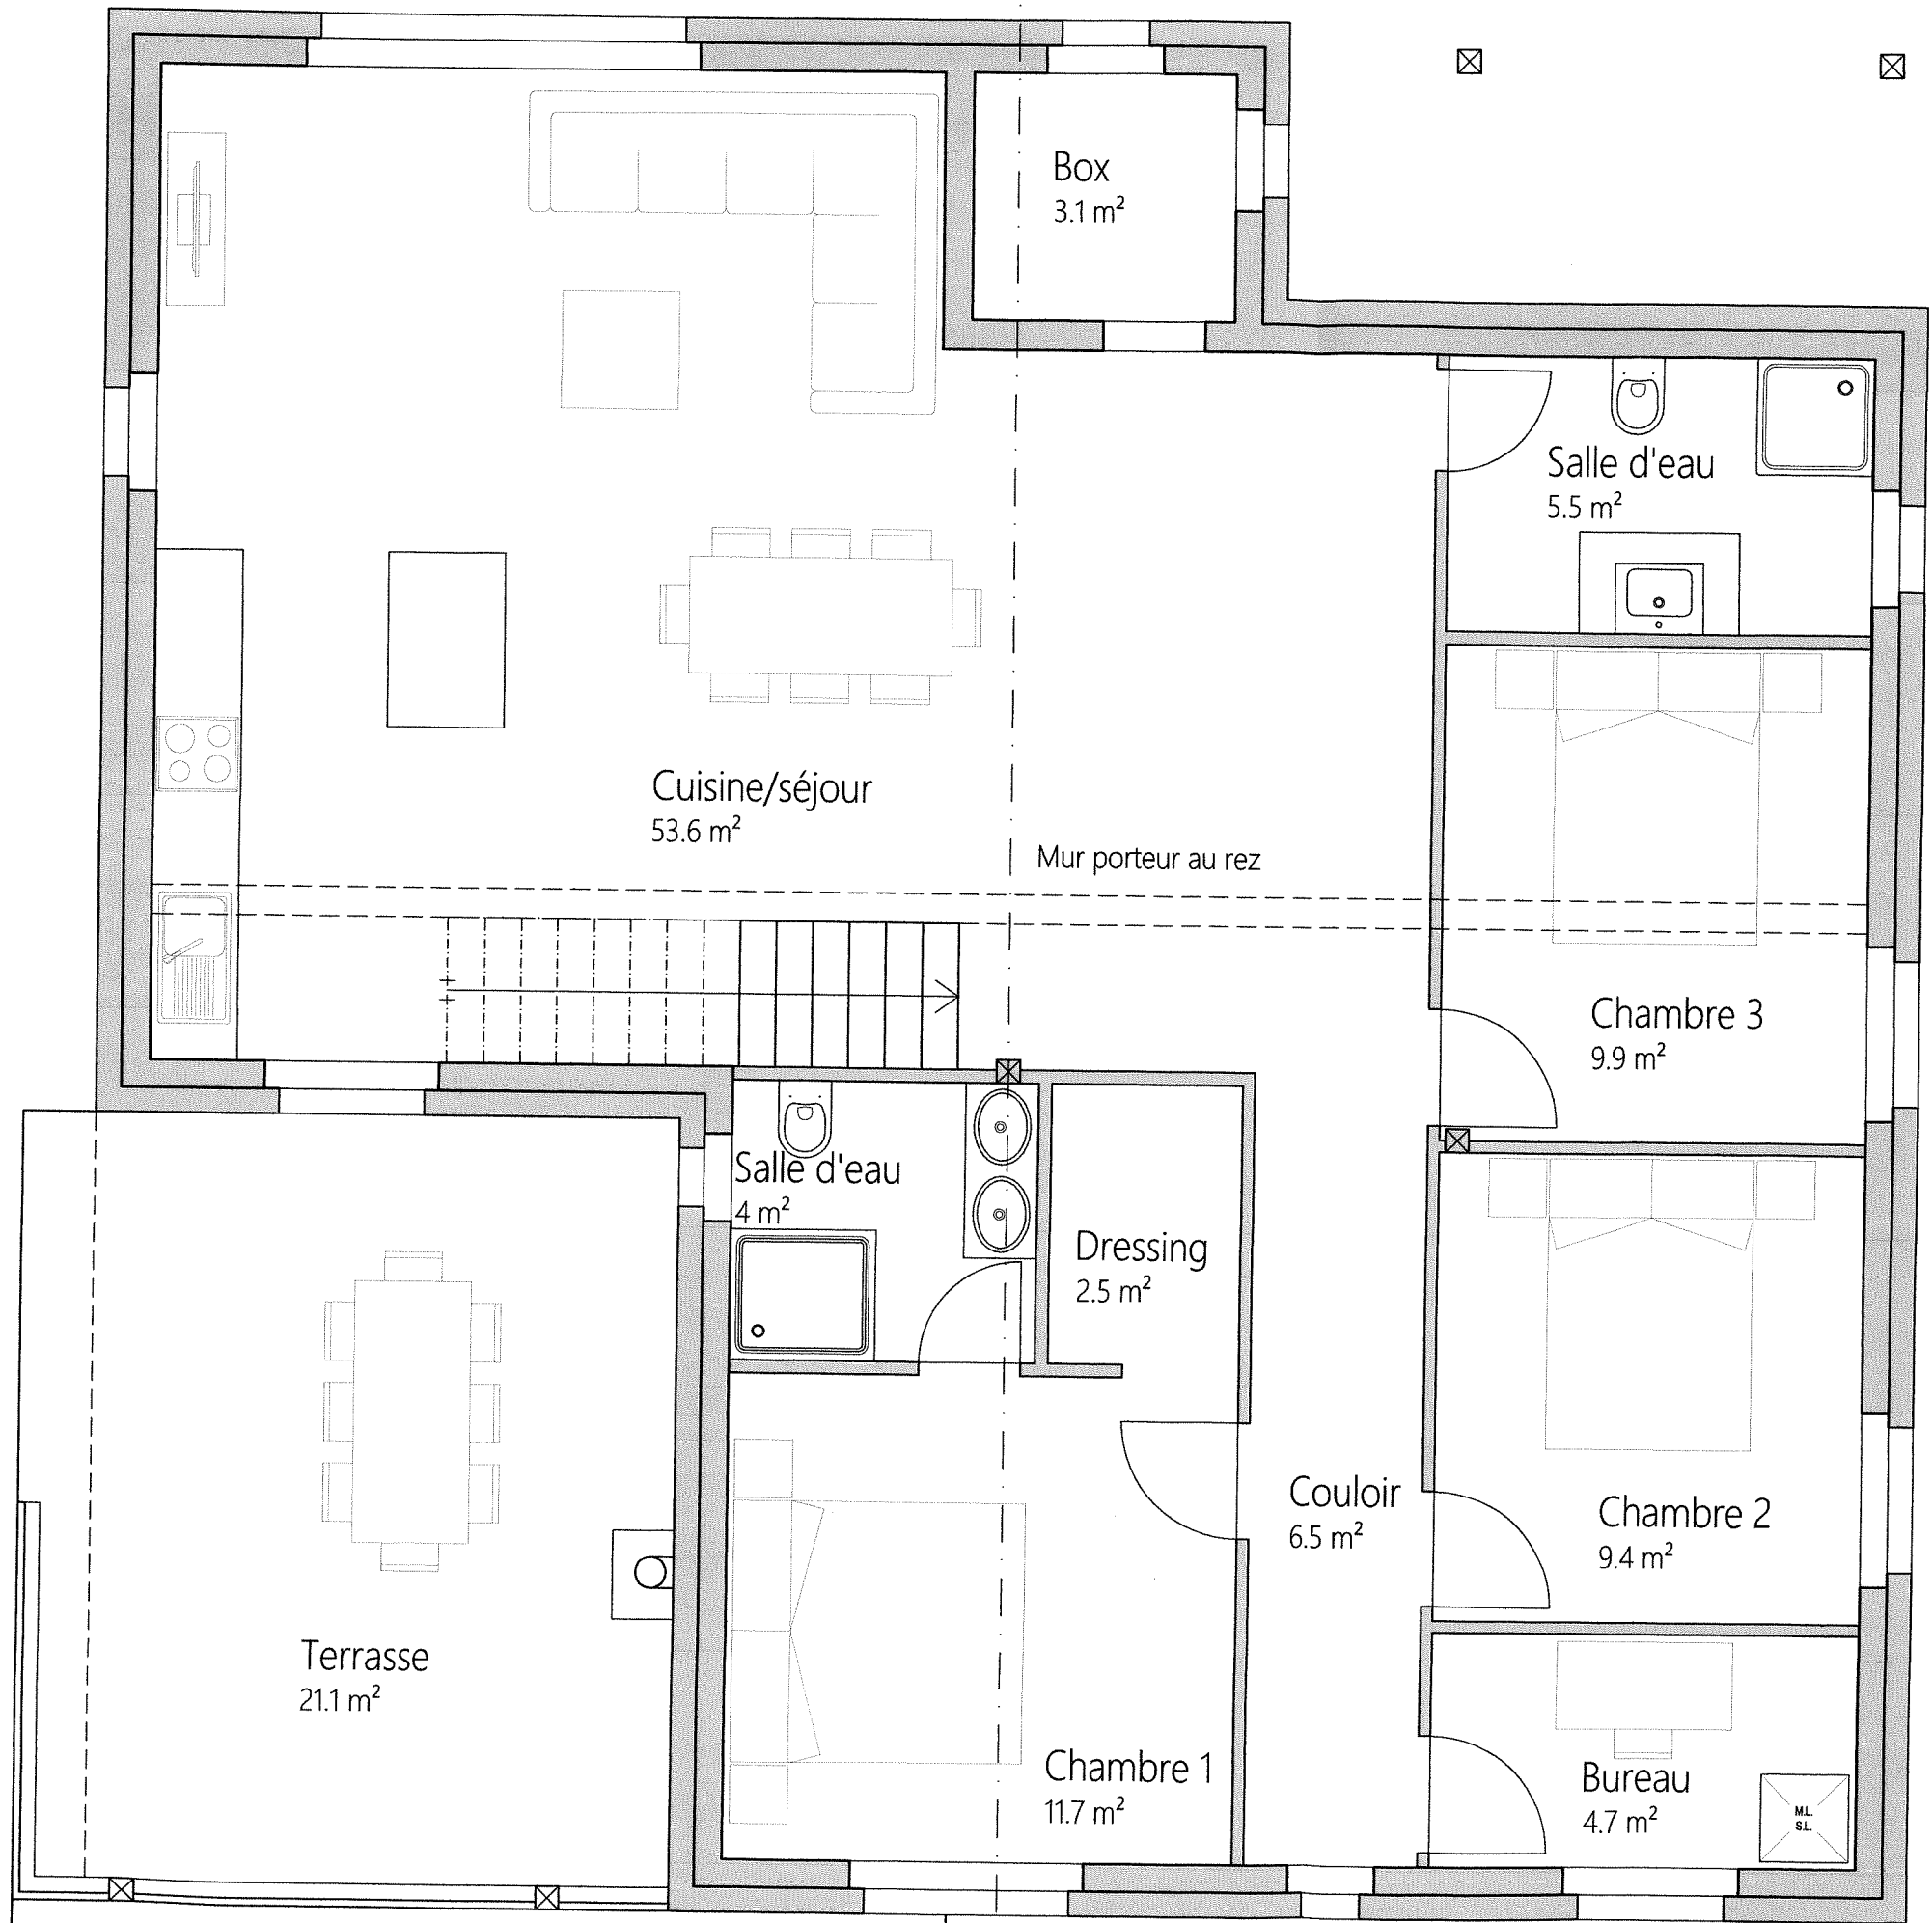 Box
3.1 m²
Salle d'eau
5.5 m²
Cuisine/séjour
53.6 m²
Mur porteur au rez
Chambre 3
9.9 m²
Salle d'eau
4 m²
Dressing
2.5 m²
Couloir
6.5 m²
Chambre 2
9.4 m²
Terrasse
21.1 m²
Chambre 1
11.7 m²
Bureau
4.7 m²
M.L.
S.L.